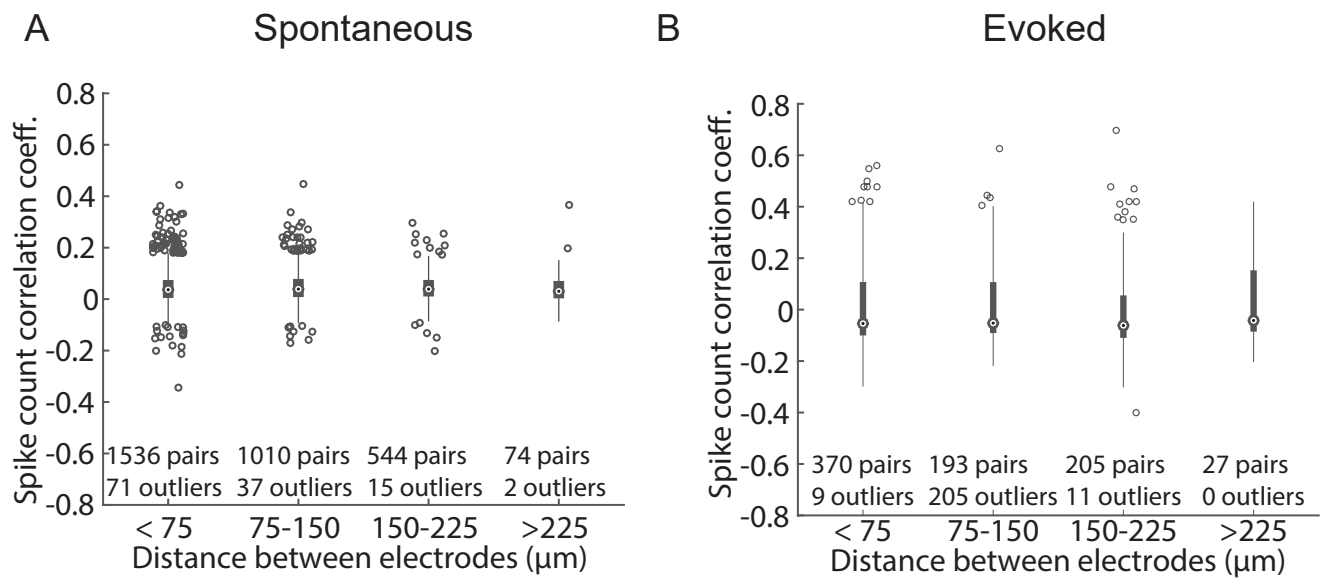 A
Spontaneous
Spike count correlation coeff.
0.8
0.6
0.4
0.2
0
-0.2
-0.4
-0.6
-0.8
1536 pairs
71 outliers
1010 pairs
37 outliers
544 pairs
15 outliers
74 pairs
2 outliers
< 75
75-150
150-225
>225
Distance between electrodes (μm)
B
Evoked
Spike count correlation coeff.
0.8
0.6
0.4
0.2
0
-0.2
-0.4
-0.6
-0.8
370 pairs
9 outliers
193 pairs
205 outliers
205 pairs
11 outliers
27 pairs
0 outliers
< 75
75-150
150-225
>225
Distance between electrodes (μm)